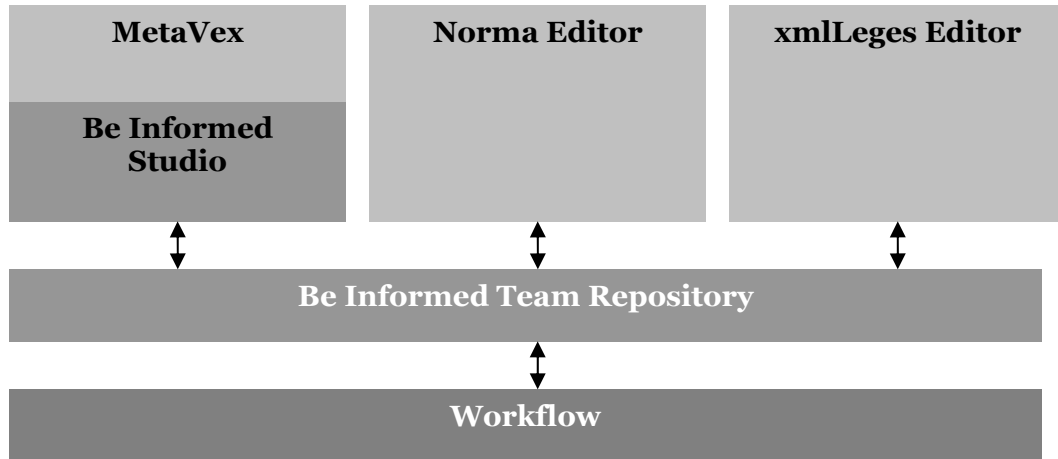 MetaVex
Norma Editor
xmlLeges Editor
Be Informed
Studio
Be Informed Team Repository
Workflow